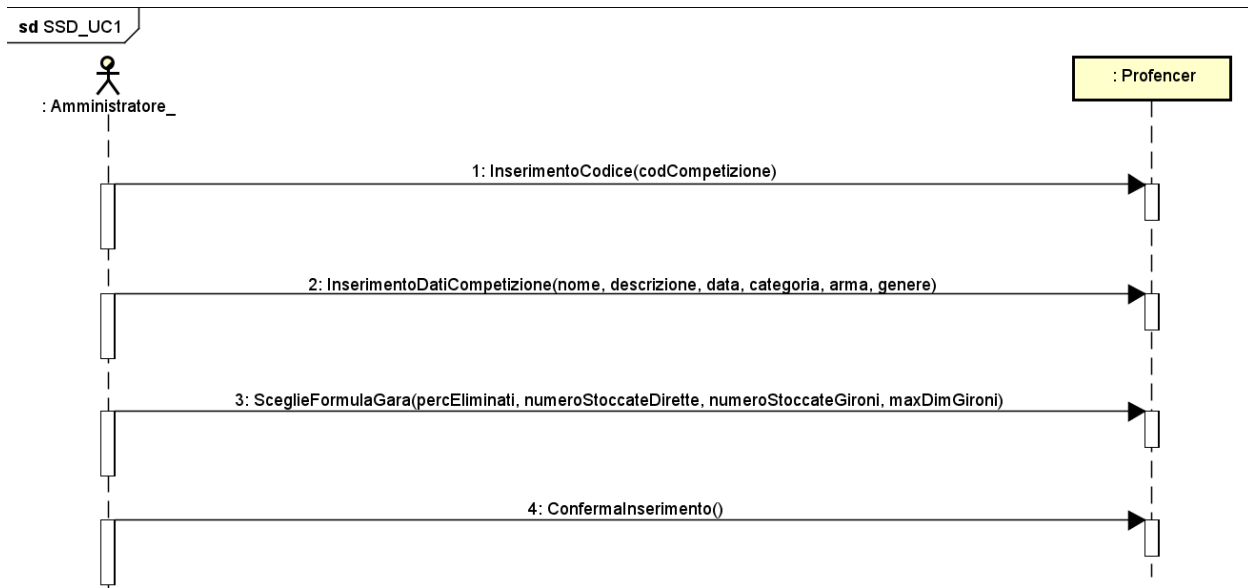 sd SSD_UC1
: Amministratore_
: Profencer
1: InserimentoCodice(codCompetizione)
2: InserimentoDatiCompetizione(nome, descrizione, data, categoria, arma, genere)
3: SceglieFormulaGara(percEliminati, numeroStoccateDirette, numeroStoccateGironi, maxDimGironi)
4: ConfermaInserimento()